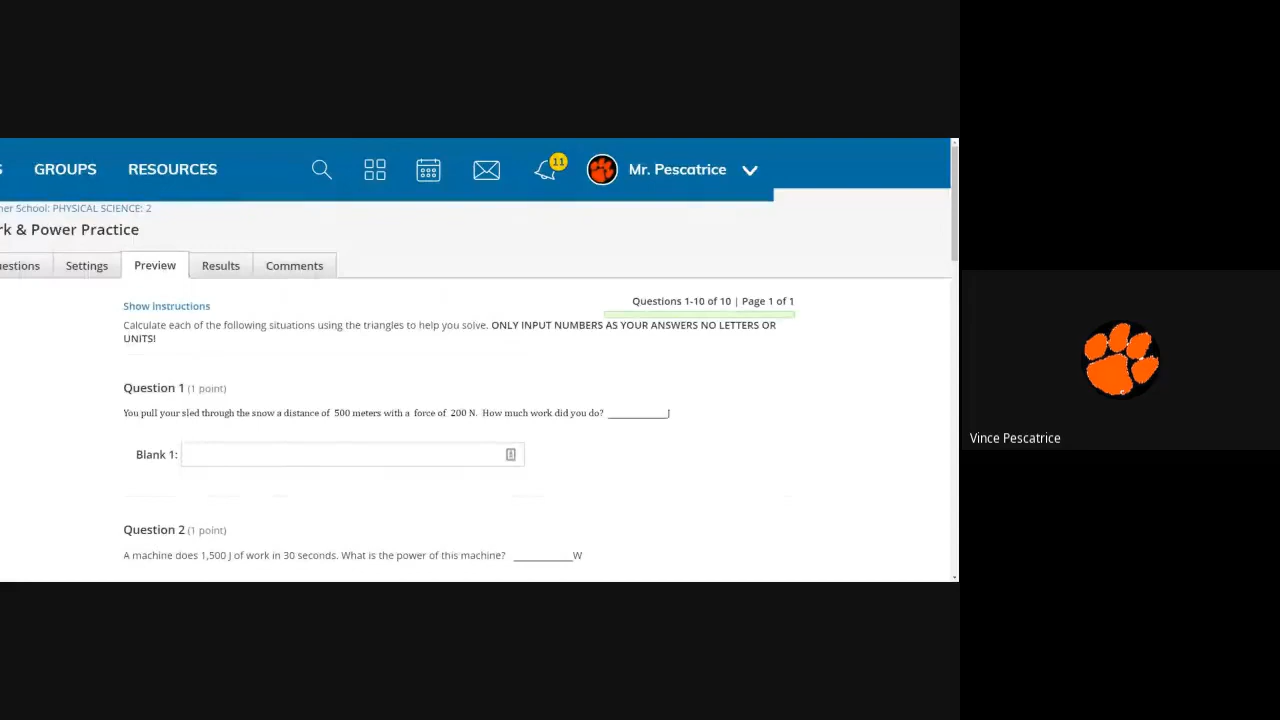 S GROUPS RESOURCES 11 Mr. Pescatrice
ner School: PHYSICAL SCIENCE: 2
rk & Power Practice
uestions Settings Preview Results Comments
Questions 1-10 of 10 | Page 1 of 1
Show Instructions
Calculate each of the following situations using the triangles to help you solve. ONLY INPUT NUMBERS AS YOUR ANSWERS NO LETTERS OR
UNITS!
Question 1 (1 point)
You pull your sled through the snow a distance of 500 meters with a force of 200 N. How much work did you do? ____________J
Blank 1:
Question 2 (1 point)
A machine does 1,500 J of work in 30 seconds. What is the power of this machine? ____________W
Vince Pescatrice